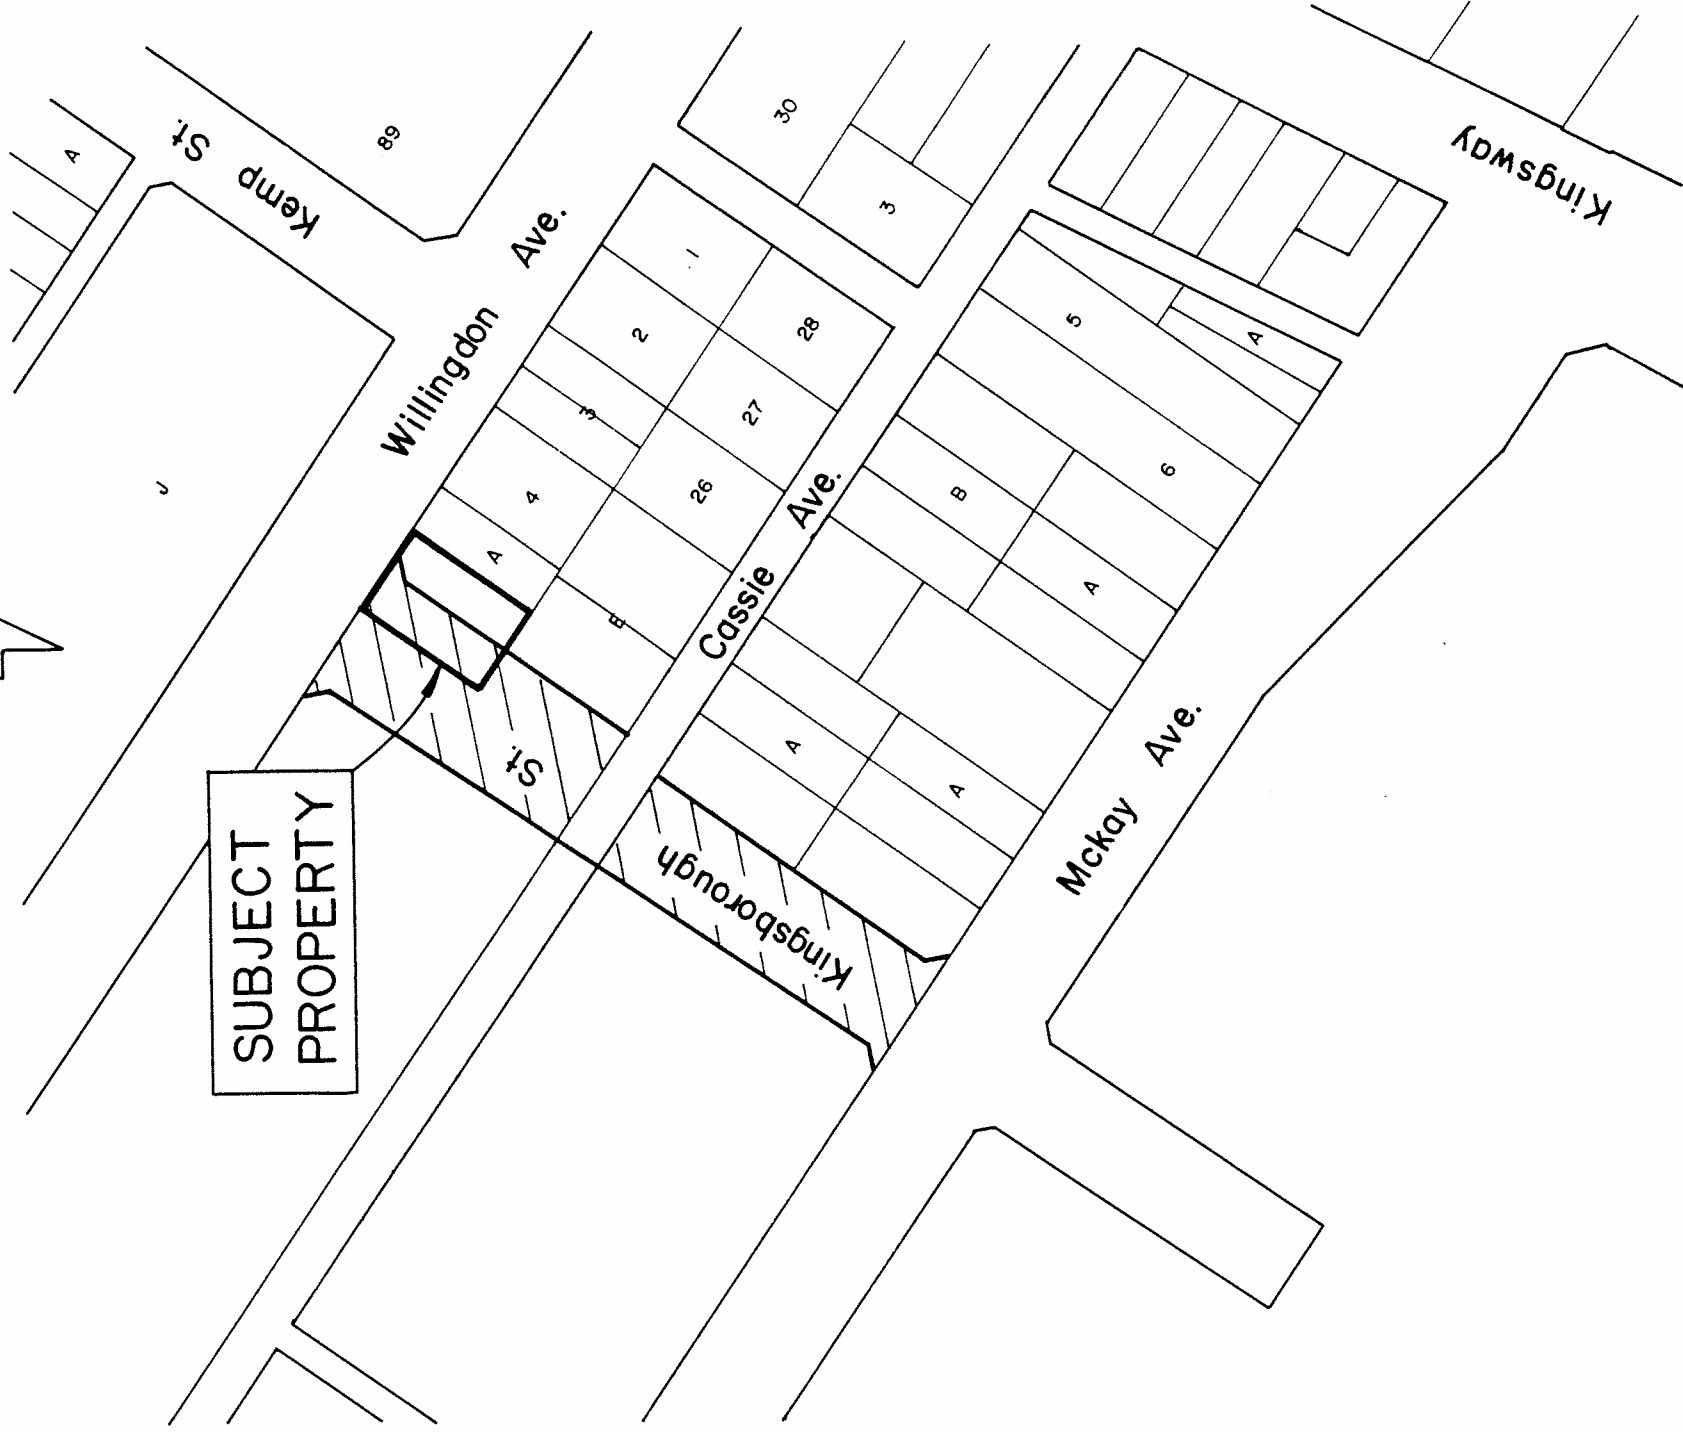 A
Kemp St.
89
30
3
Kingsway
Willingdon Ave.
1
2
3
4
A
28
27
26
E
J
Cassie Ave.
5
A
6
B
A
A
A
SUBJECT
PROPERTY
Kingsborough St.
Mckay Ave.